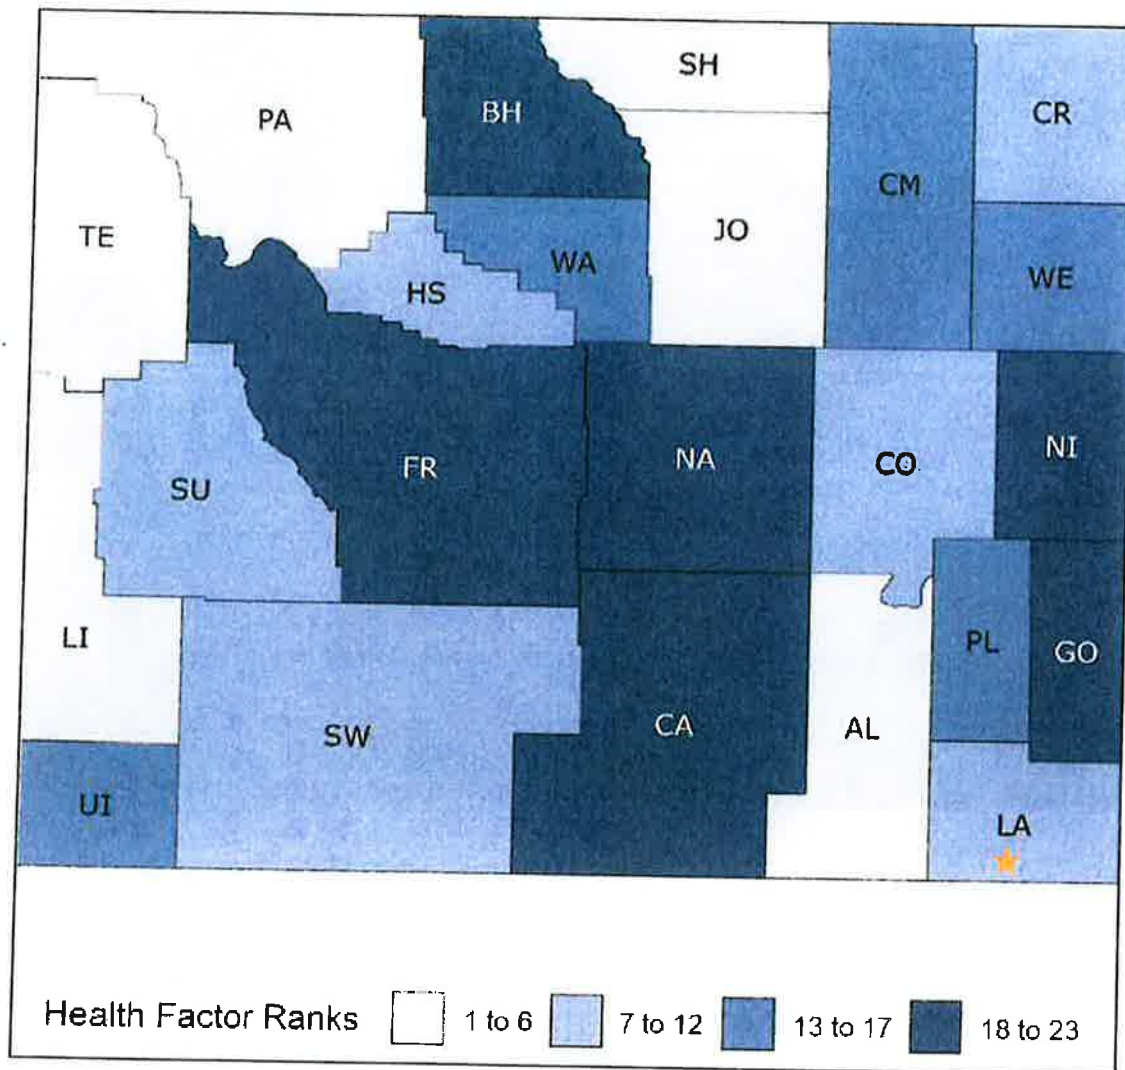 SH
PA
BH
CR
CM
TE
JO
WA
WE
HS
NI
NA
CO
FR
SU
LI
PL
GO
SW
CA
AL
UI
LA
Health Factor Ranks 1 to 6 7 to 12 13 to 17 18 to 23